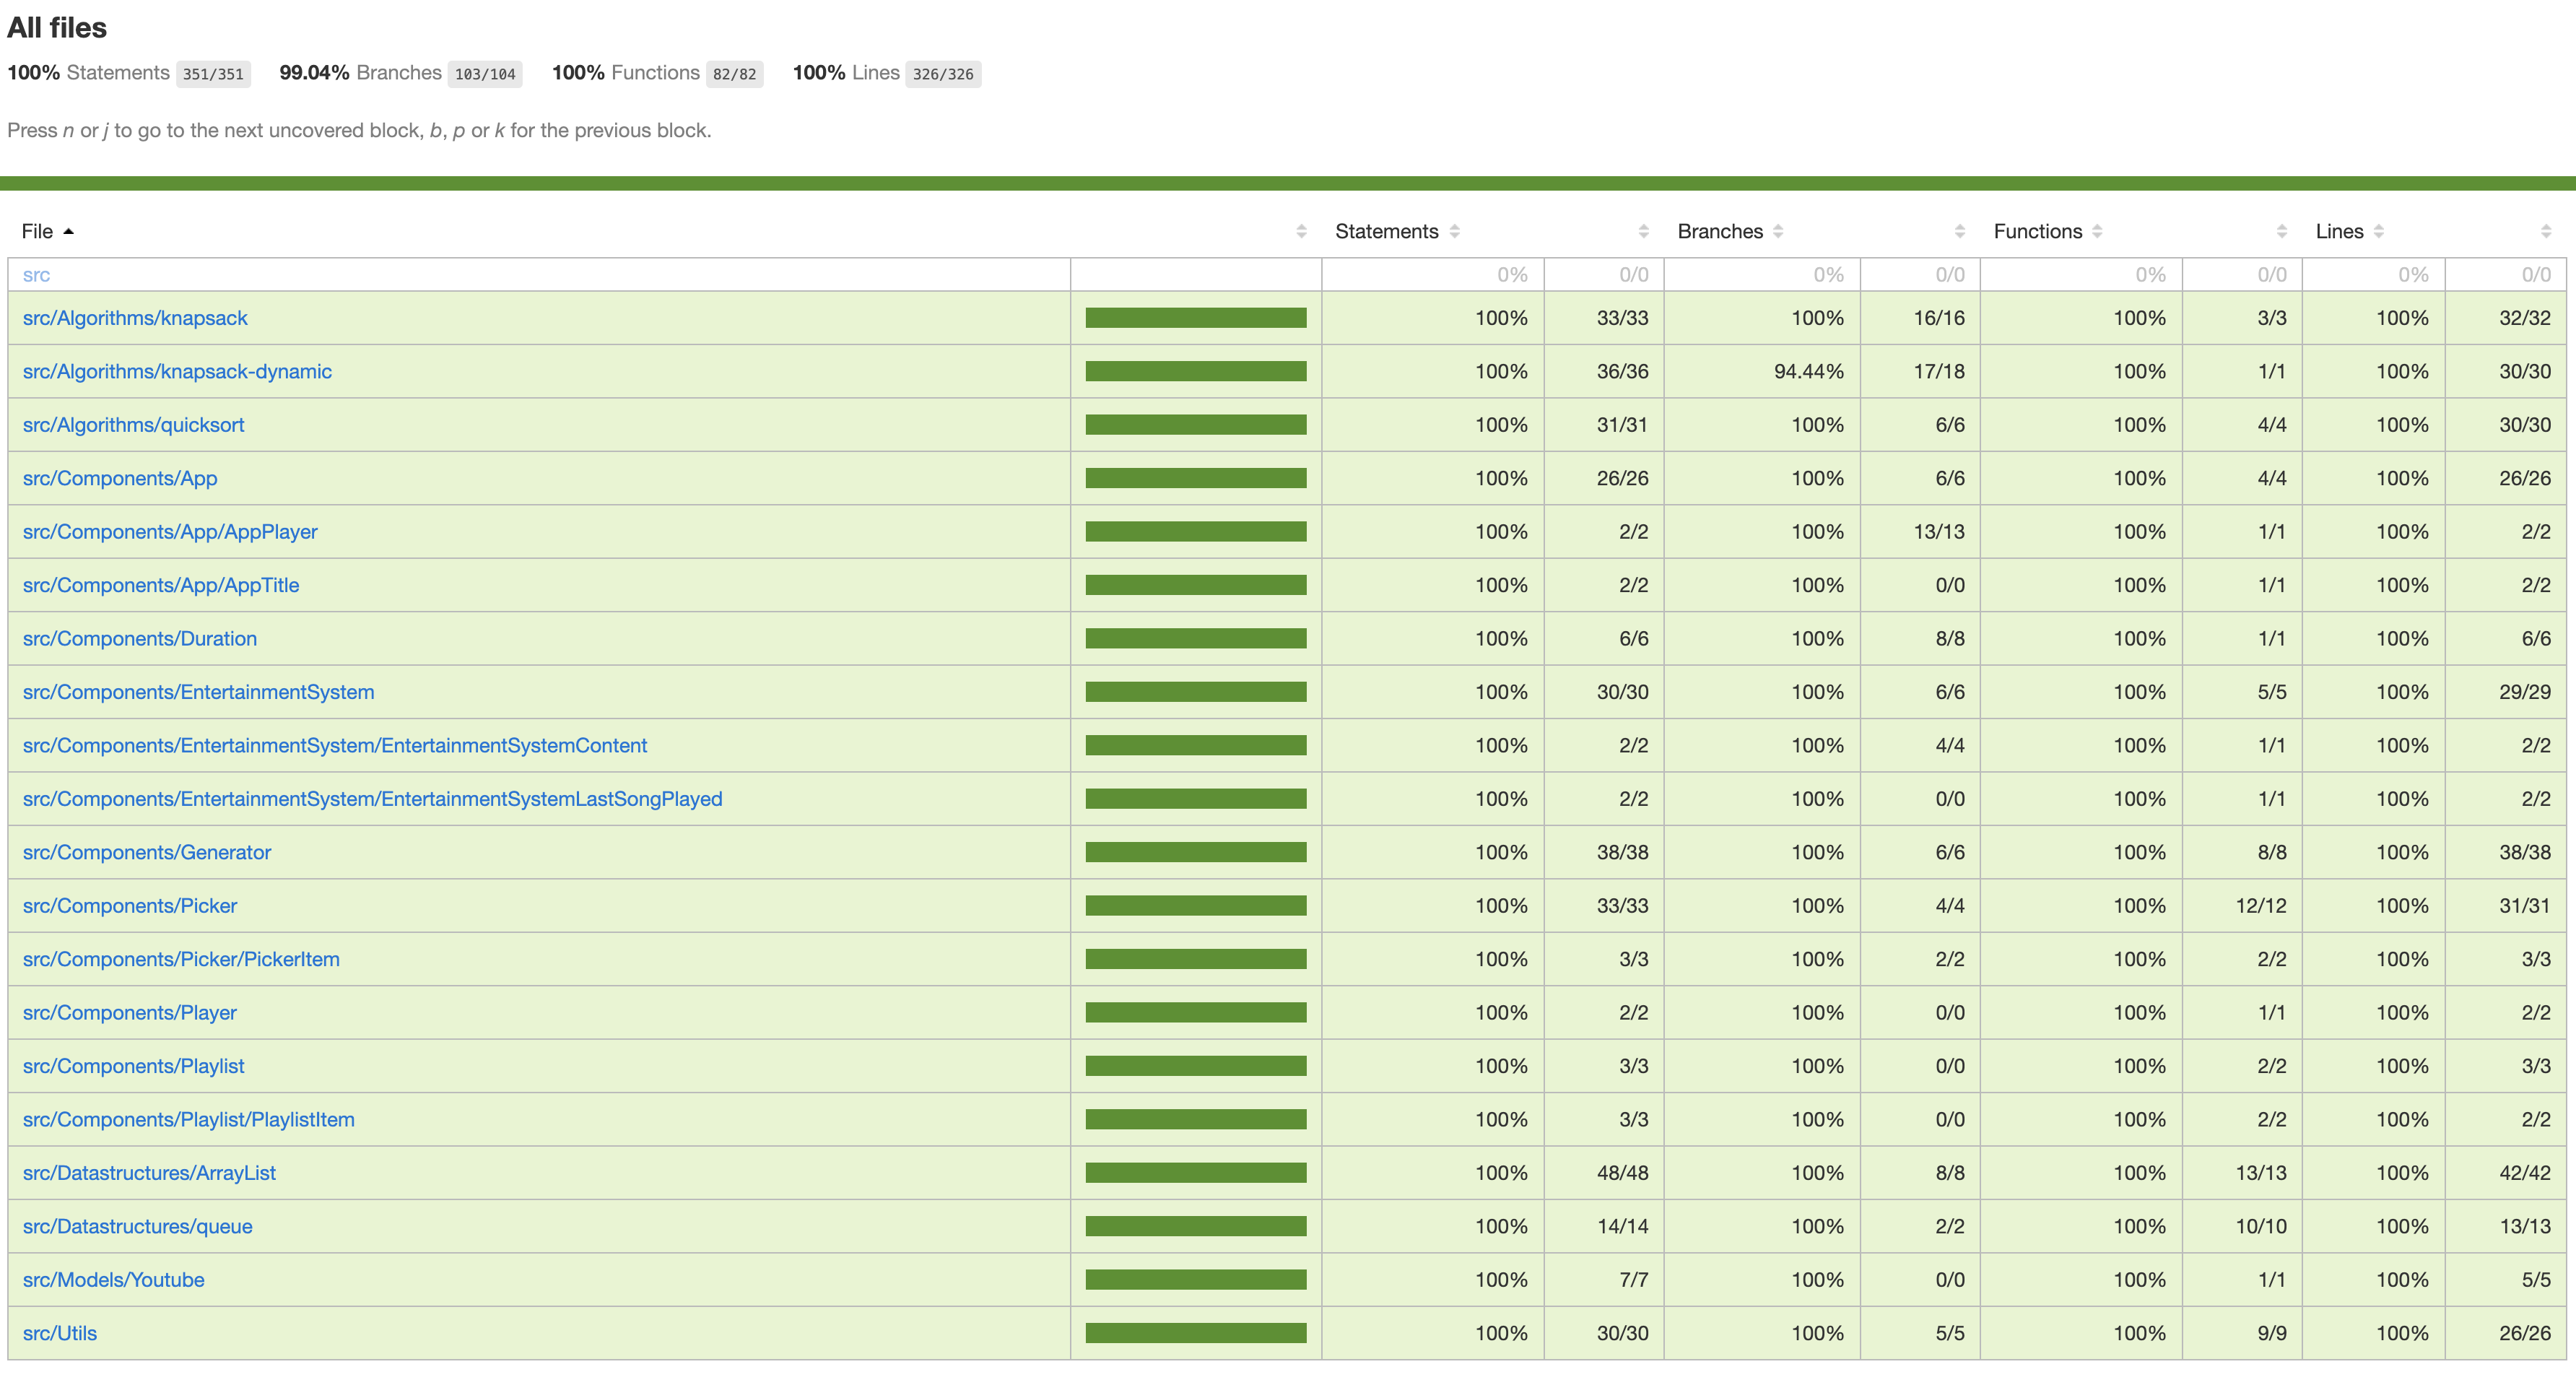 All files
100% Statements 351/351 99.04% Branches 103/104 100% Functions 82/82 100% Lines 326/326
Press n or j to go to the next uncovered block, b, p or k for the previous block.
File Statements Branches Functions Lines
src 0% 0/0 0% 0/0 0% 0/0 0% 0/0
src/Algorithms/knapsack 100% 33/33 100% 16/16 100% 3/3 100% 32/32
src/Algorithms/knapsack-dynamic 100% 36/36 94.44% 17/18 100% 1/1 100% 30/30
src/Algorithms/quicksort 100% 31/31 100% 6/6 100% 4/4 100% 30/30
src/Components/App 100% 26/26 100% 6/6 100% 4/4 100% 26/26
src/Components/App/AppPlayer 100% 2/2 100% 13/13 100% 1/1 100% 2/2
src/Components/App/AppTitle 100% 2/2 100% 0/0 100% 1/1 100% 2/2
src/Components/Duration 100% 6/6 100% 8/8 100% 1/1 100% 6/6
src/Components/EntertainmentSystem 100% 30/30 100% 6/6 100% 5/5 100% 29/29
src/Components/EntertainmentSystem/EntertainmentSystemContent 100% 2/2 100% 4/4 100% 1/1 100% 2/2
src/Components/EntertainmentSystem/EntertainmentSystemLastSongPlayed 100% 2/2 100% 0/0 100% 1/1 100% 2/2
src/Components/Generator 100% 38/38 100% 6/6 100% 8/8 100% 38/38
src/Components/Picker 100% 33/33 100% 4/4 100% 12/12 100% 31/31
src/Components/Picker/PickerItem 100% 3/3 100% 2/2 100% 2/2 100% 3/3
src/Components/Player 100% 2/2 100% 0/0 100% 1/1 100% 2/2
src/Components/Playlist 100% 3/3 100% 0/0 100% 2/2 100% 3/3
src/Components/Playlist/PlaylistItem 100% 3/3 100% 0/0 100% 2/2 100% 2/2
src/Datastructures/ArrayList 100% 48/48 100% 8/8 100% 13/13 100% 42/42
src/Datastructures/queue 100% 14/14 100% 2/2 100% 10/10 100% 13/13
src/Models/Youtube 100% 7/7 100% 0/0 100% 1/1 100% 5/5
src/Utils 100% 30/30 100% 5/5 100% 9/9 100% 26/26